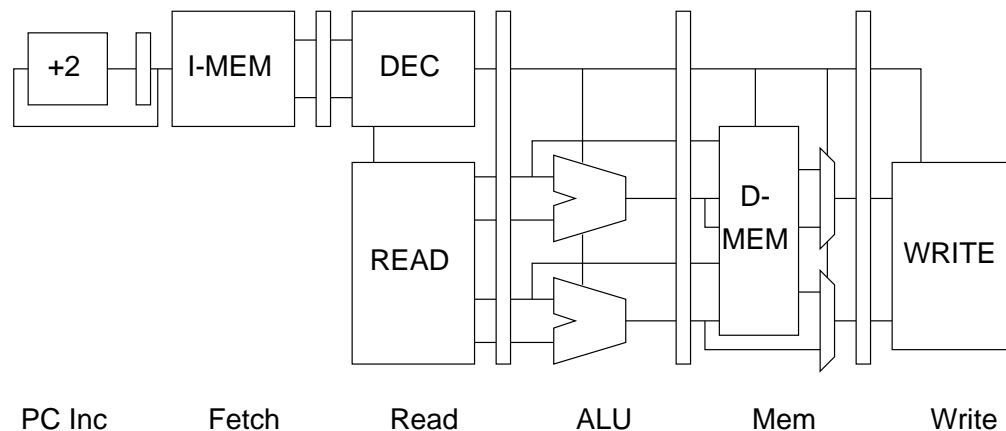 +2
I-MEM
DEC
READ
D-
MEM
WRITE
PC Inc Fetch Read ALU Mem Write